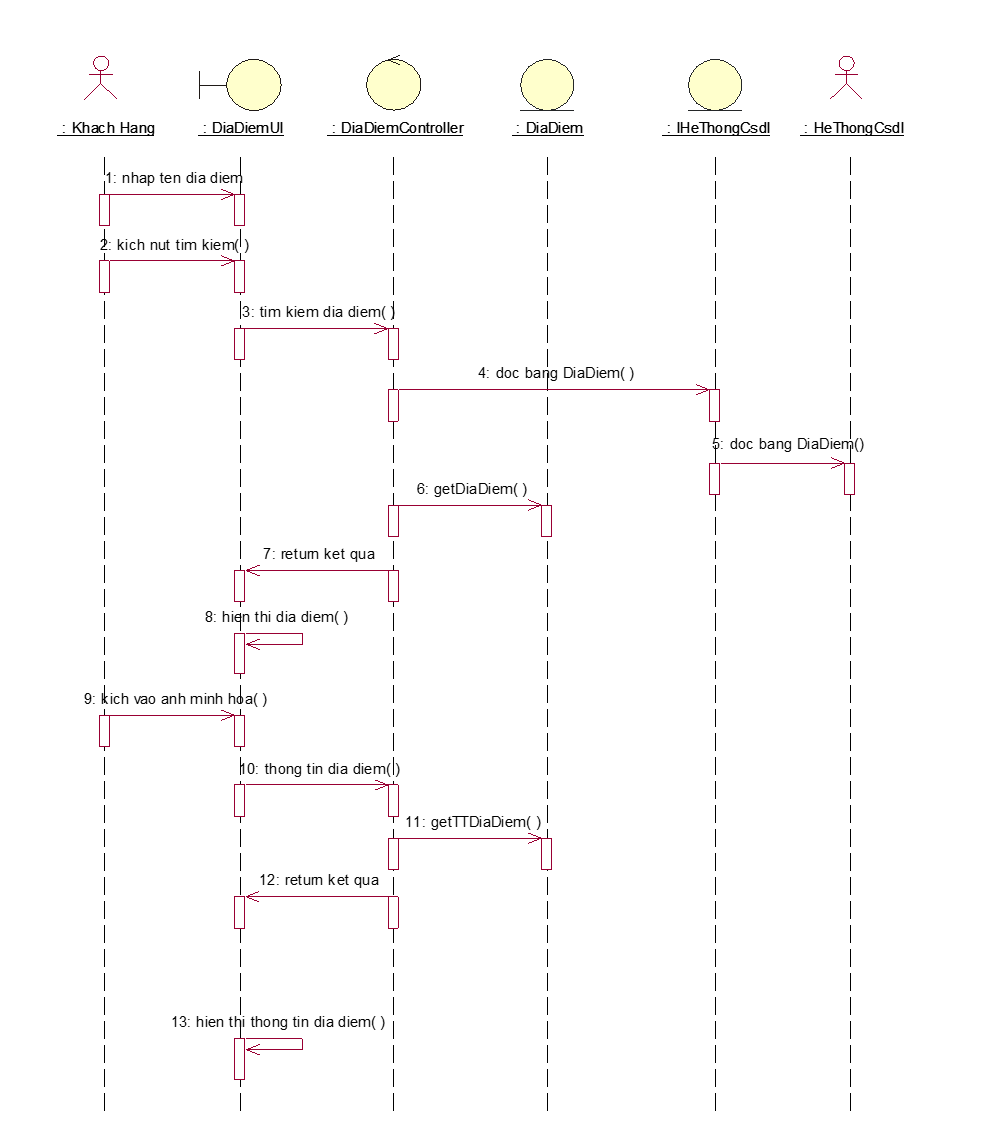 : Khach Hang
: DiaDiemUI
: DiaDiemController
: DiaDiem
: IHeThongCsdl
: HeThongCsdl
1: nhap ten dia diem
2: kich nut tim kiem( )
3: tim kiem dia diem( )
4: doc bang DiaDiem( )
5: doc bang DiaDiem()
6: getDiaDiem( )
7: return ket qua
8: hien thi dia diem( )
9: kich vao anh minh hoa( )
10: thong tin dia diem( )
11: getTTDiaDiem( )
12: return ket qua
13: hien thi thong tin dia diem( )